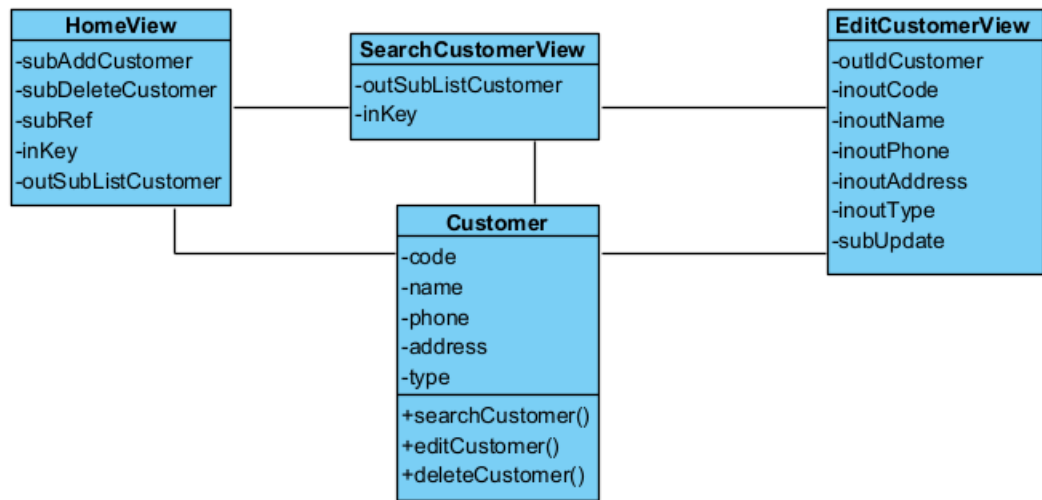 HomeView
-subAddCustomer
-subDeleteCustomer
-subRef
-inKey
-outSubListCustomer
SearchCustomerView
-outSubListCustomer
-inKey
EditCustomerView
-outIdCustomer
-inoutCode
-inoutName
-inoutPhone
-inoutAddress
-inoutType
-subUpdate
Customer
-code
-name
-phone
-address
-type
+searchCustomer()
+editCustomer()
+deleteCustomer()